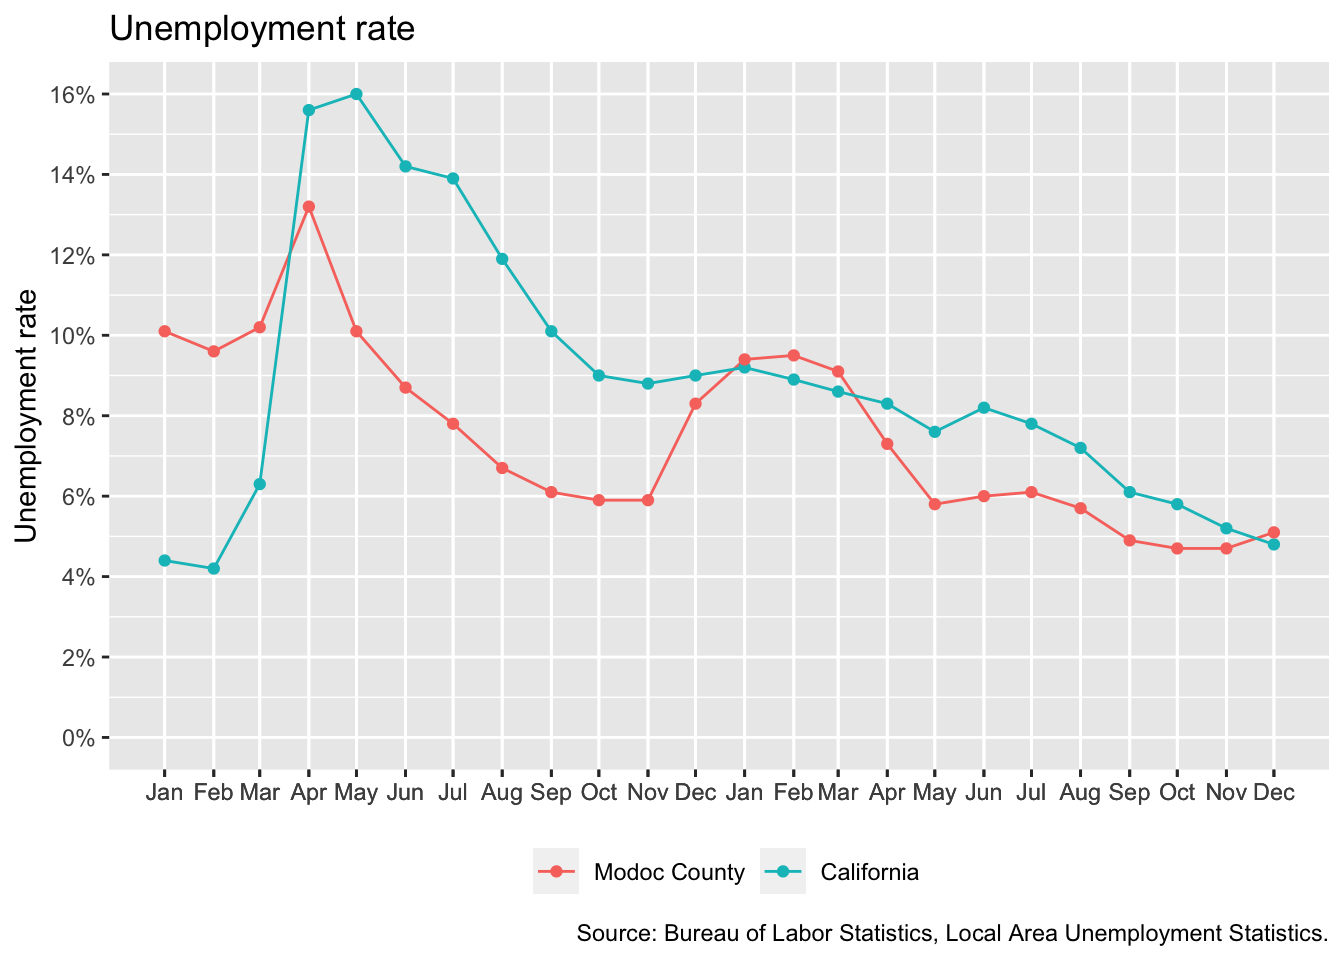 Unemployment rate
Unemployment rate
16%
14%
12%
10%
8%
6%
4%
2%
0%
Jan Feb Mar Apr May Jun Jul Aug Sep Oct Nov Dec Jan Feb Mar Apr May Jun Jul Aug Sep Oct Nov Dec
Modoc County California
Source: Bureau of Labor Statistics, Local Area Unemployment Statistics.